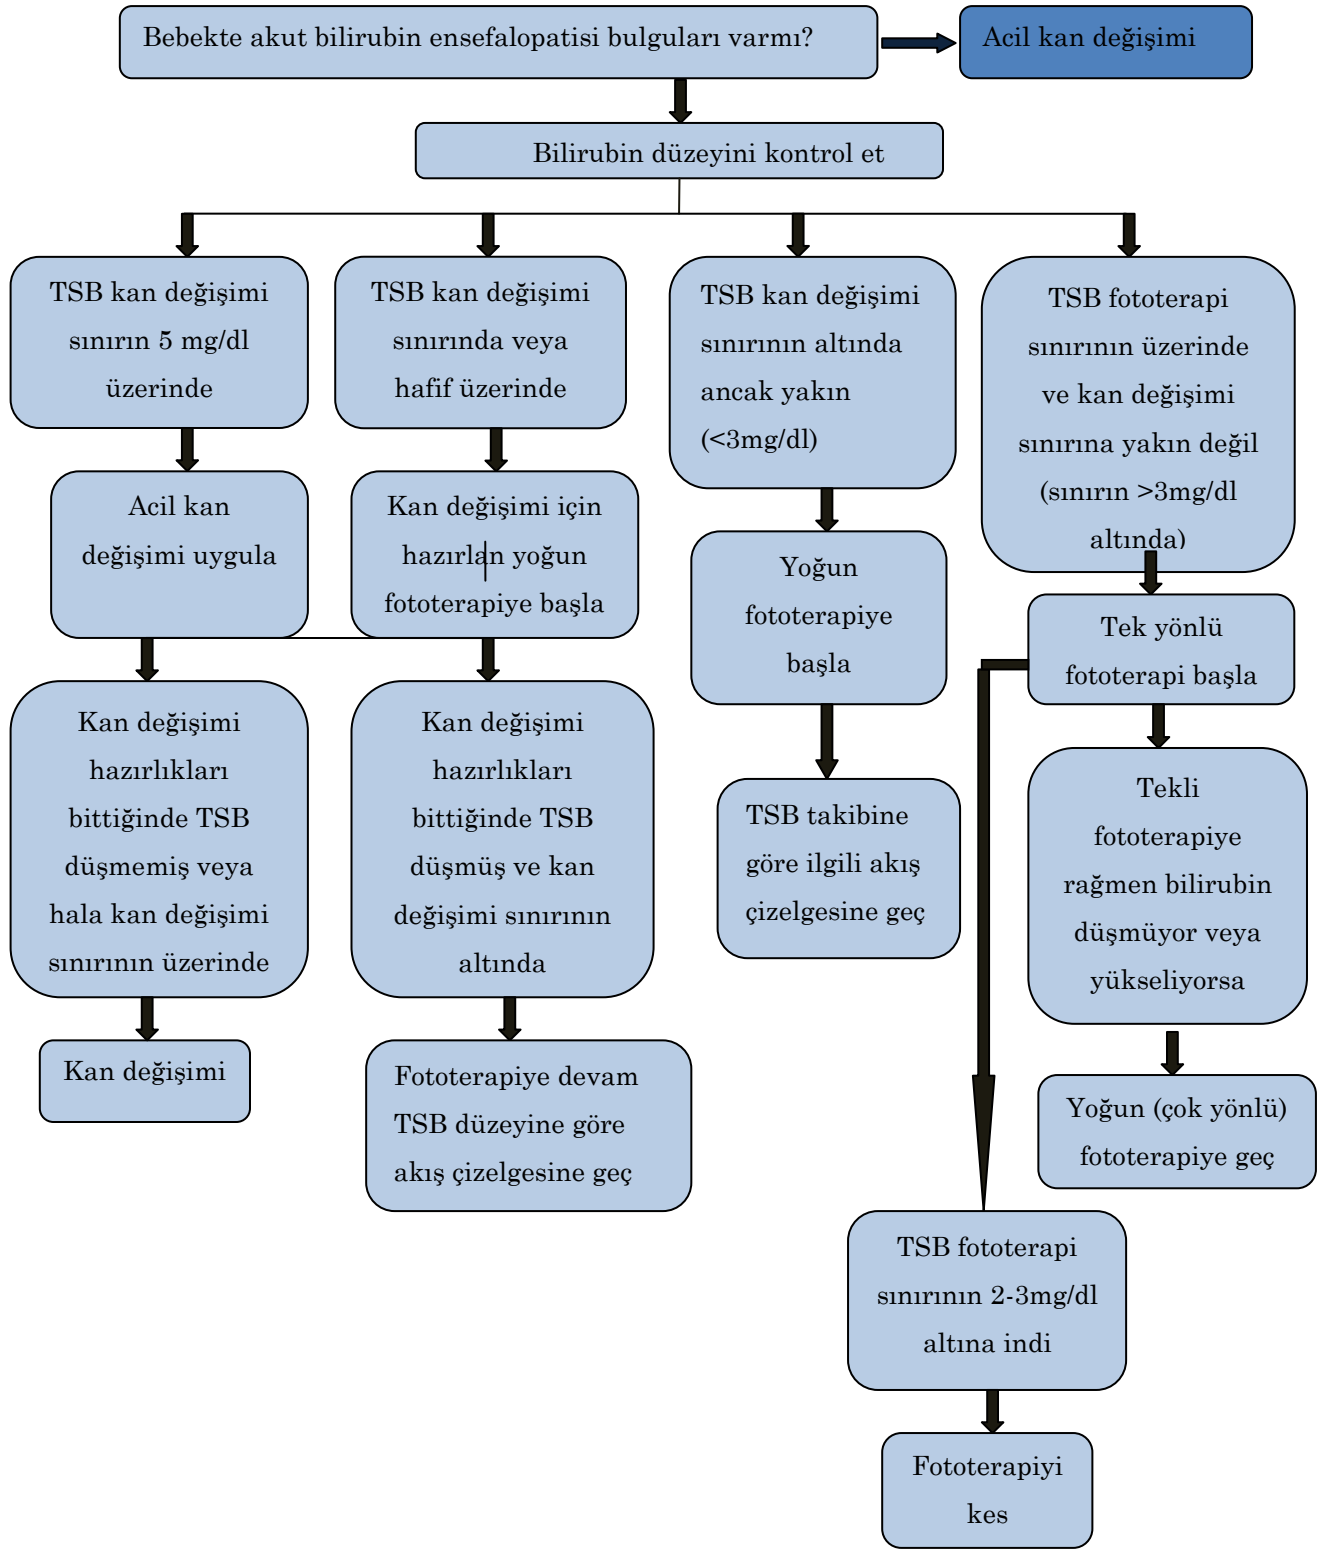 Bebekte akut bilirubin ensefalopatisi bulguları varmı?
Acil kan değişimi
Bilirubin düzeyini kontrol et
TSB kan değişimi
sınırın 5 mg/dl
üzerinde
TSB kan değişimi
sınırında veya
hafif üzerinde
TSB kan değişimi
sınırının altında
ancak yakın
(<3mg/dl)
TSB fototerapi
sınırının üzerinde
ve kan değişimi
sınırına yakın değil
(sınırın >3mg/dl
altında)
Acil kan
değişimi uygula
Kan değişimi için
hazırlan yoğun
fototerapiye başla
Yoğun
fototerapiye
başla
Tek yönlü
fototerapi başla
Kan değişimi
hazırlıkları
bittiğinde TSB
düşmemiş veya
hala kan değişimi
sınırının üzerinde
Kan değişimi
hazırlıkları
bittiğinde TSB
düşmüş ve kan
değişimi sınırının
altında
TSB takibine
göre ilgili akış
çizelgesine geç
Tekli
fototerapiye
rağmen bilirubin
düşmüyor veya
yükseliyorsa
Kan değişimi
Fototerapiye devam
TSB düzeyine göre
akış çizelgesine geç
Yoğun (çok yönlü)
fototerapiye geç
TSB fototerapi
sınırının 2-3mg/dl
altına indi
Fototerapiyi
kes